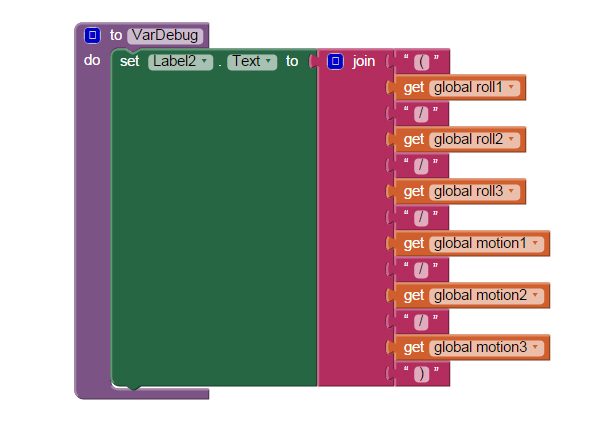 to VarDebug
do set Label2 . Text to join “ ( ”
get global roll1
“ / ”
get global roll2
“ / ”
get global roll3
“ / ”
get global motion1
“ / ”
get global motion2
“ / ”
get global motion3
“ ) ”